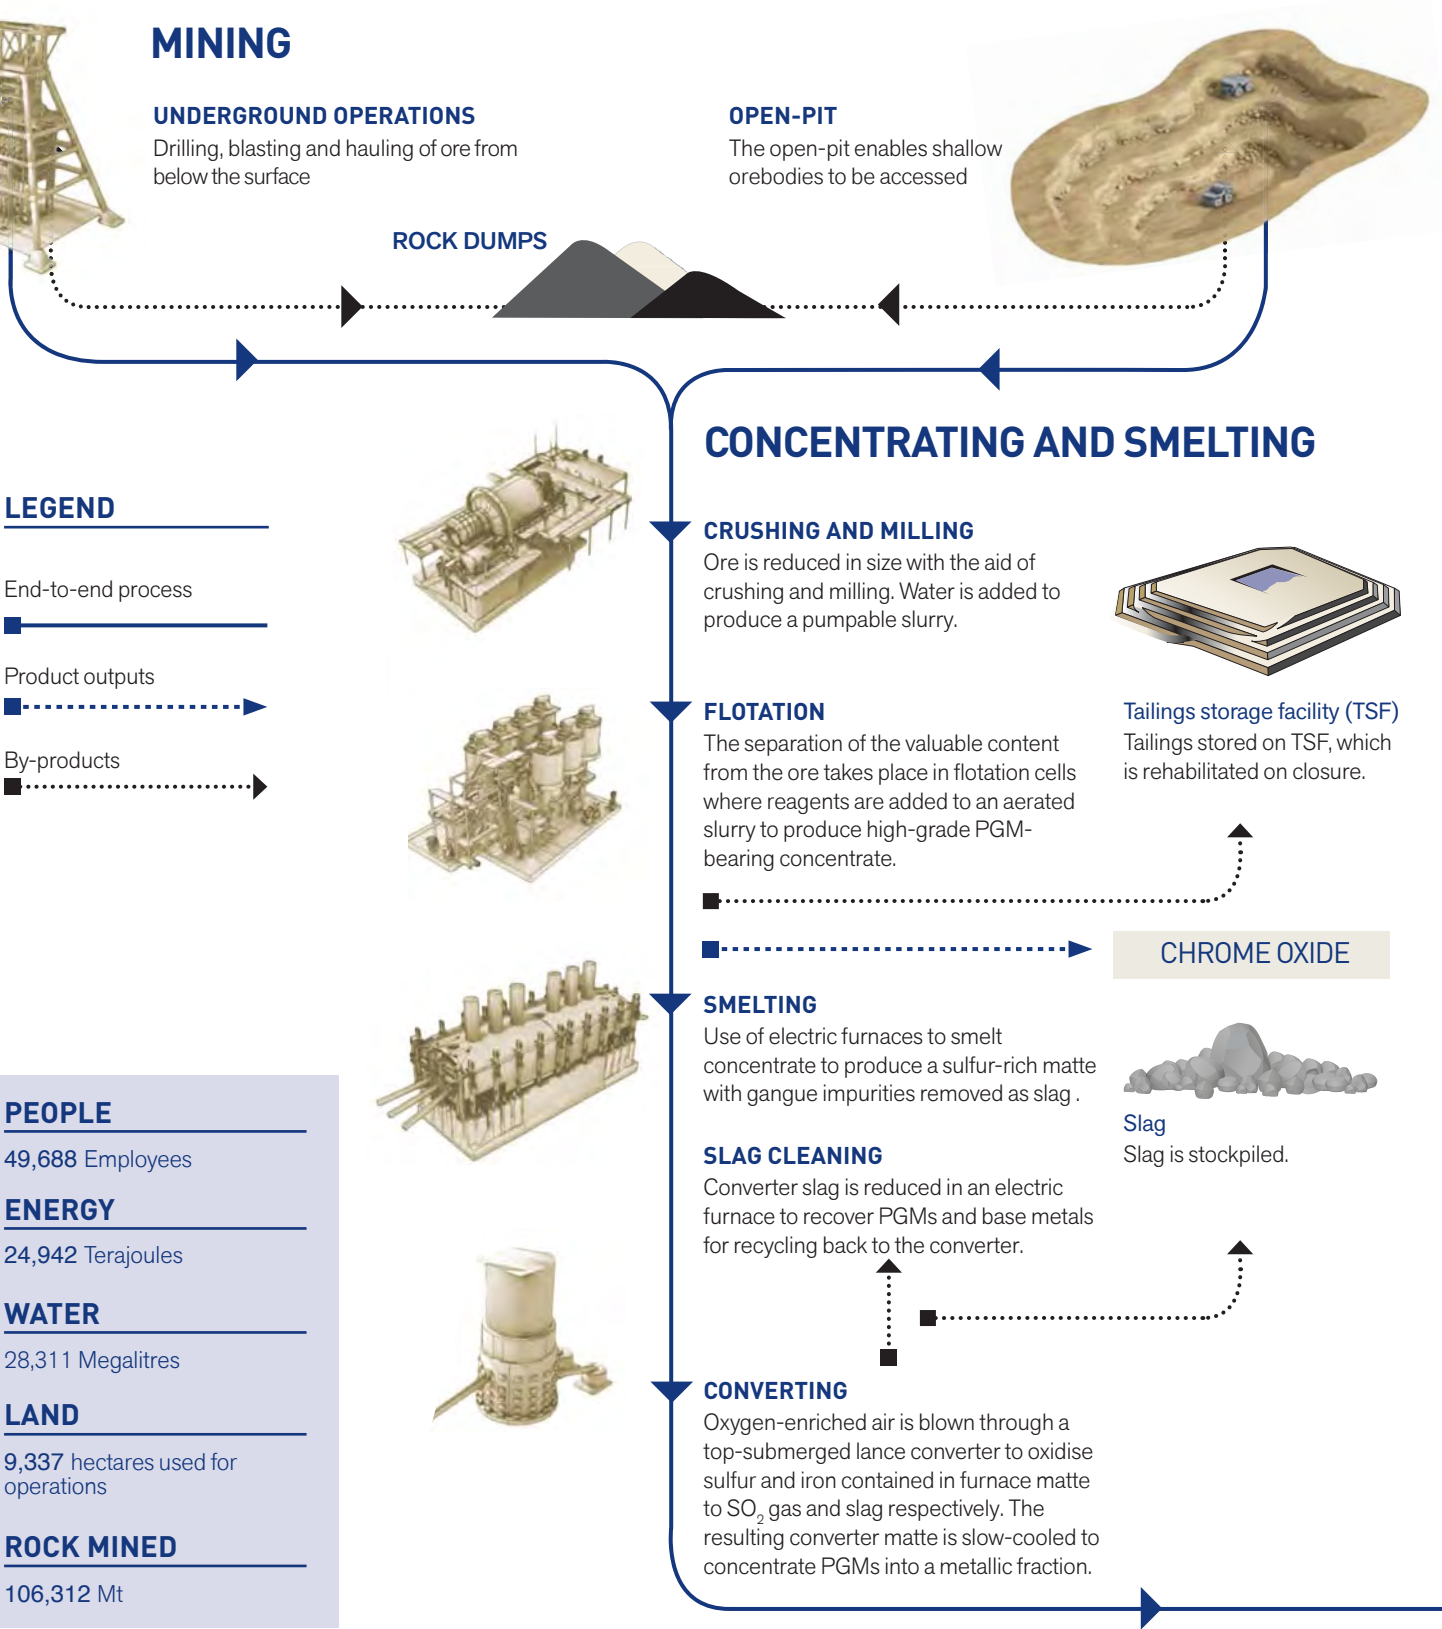 MINING
UNDERGROUND OPERATIONS
Drilling, blasting and hauling of ore from
below the surface
OPEN-PIT
The open-pit enables shallow
orebodies to be accessed
ROCK DUMPS
CONCENTRATING AND SMELTING
LEGEND
End-to-end process
Product outputs
By-products
CRUSHING AND MILLING
Ore is reduced in size with the aid of
crushing and milling. Water is added to
produce a pumpable slurry.
FLOTATION
The separation of the valuable content
from the ore takes place in flotation cells
where reagents are added to an aerated
slurry to produce high-grade PGM-
bearing concentrate.
Tailings storage facility (TSF)
Tailings stored on TSF, which
is rehabilitated on closure.
CHROME OXIDE
SMELTING
Use of electric furnaces to smelt
concentrate to produce a sulfur-rich matte
with gangue impurities removed as slag .
Slag
Slag is stockpiled.
SLAG CLEANING
Converter slag is reduced in an electric
furnace to recover PGMs and base metals
for recycling back to the converter.
CONVERTING
Oxygen-enriched air is blown through a
top-submerged lance converter to oxidise
sulfur and iron contained in furnace matte
to SO₂ gas and slag respectively. The
resulting converter matte is slow-cooled to
concentrate PGMs into a metallic fraction.
PEOPLE
49,688 Employees
ENERGY
24,942 Terajoules
WATER
28,311 Megalitres
LAND
9,337 hectares used for
operations
ROCK MINED
106,312 Mt